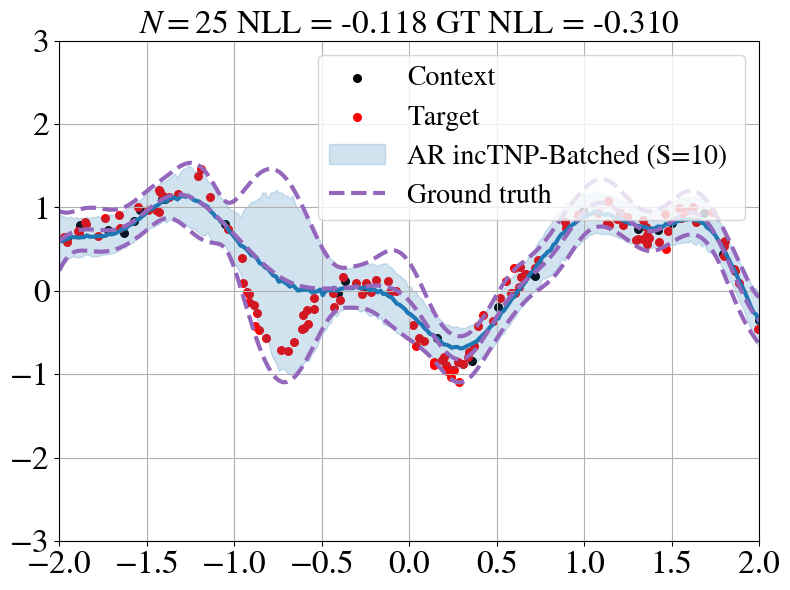 N = 25 NLL = -0.118 GT NLL = -0.310
3
2
1
0
−1
−2
−3
Context
Target
AR incTNP-Batched (S=10)
Ground truth
−2.0 −1.5 −1.0 −0.5 0.0 0.5 1.0 1.5 2.0